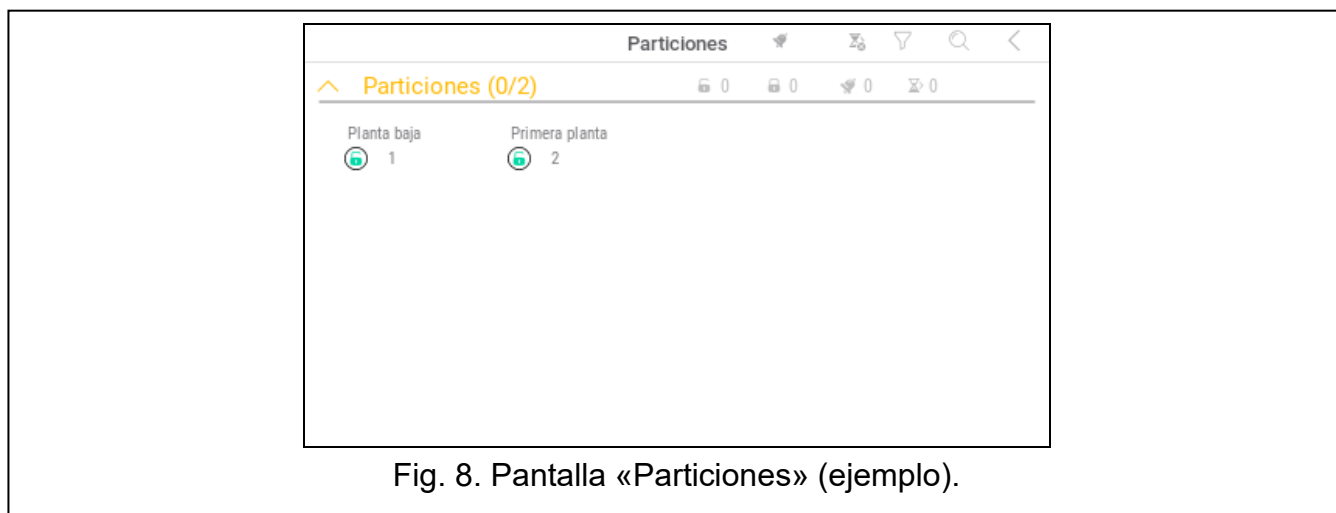 Particiones
Particiones (0/2) 0 0 0 0
Planta baja Primera planta
1 2
Fig. 8. Pantalla «Particiones» (ejemplo).